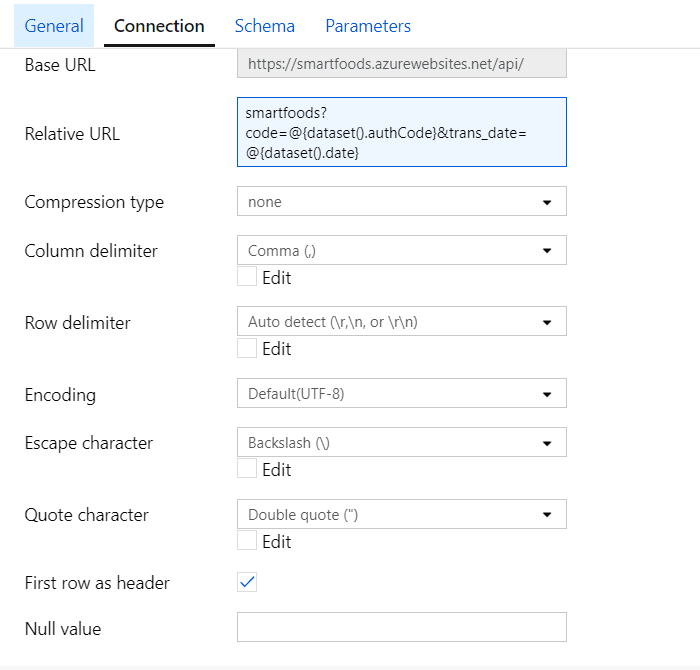 General Connection Schema Parameters
Base URL https://smartfoods.azurewebsites.net/api/
Relative URL smartfoods?
code=@{dataset().authCode}&trans_date=
@{dataset().date}
Compression type none
Column delimiter Comma (,)
Edit
Row delimiter Auto detect (\r,\n, or \r\n)
Edit
Encoding Default(UTF-8)
Escape character Backslash (\)
Edit
Quote character Double quote (")
Edit
First row as header
Null value